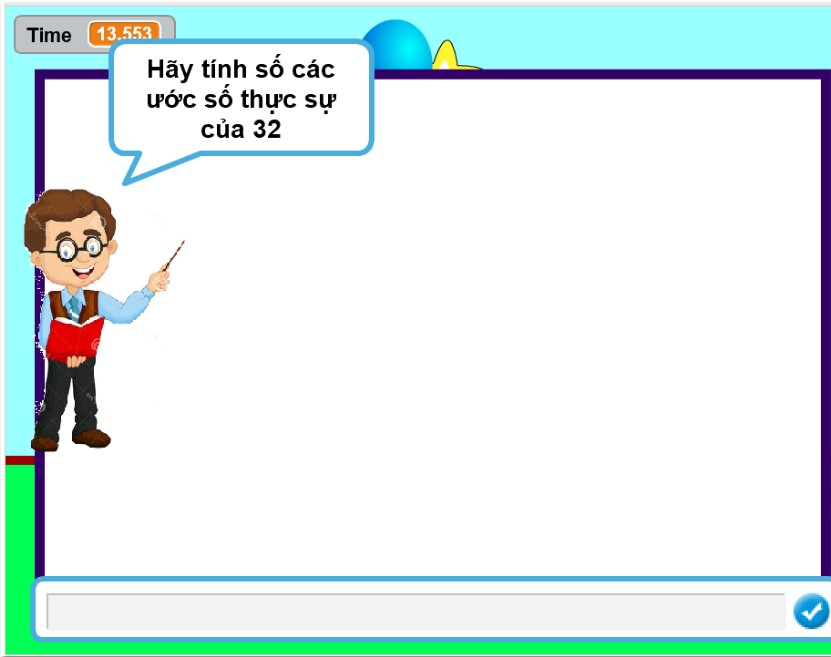 Time 13.553
Hãy tính số các
ước số thực sự
của 32